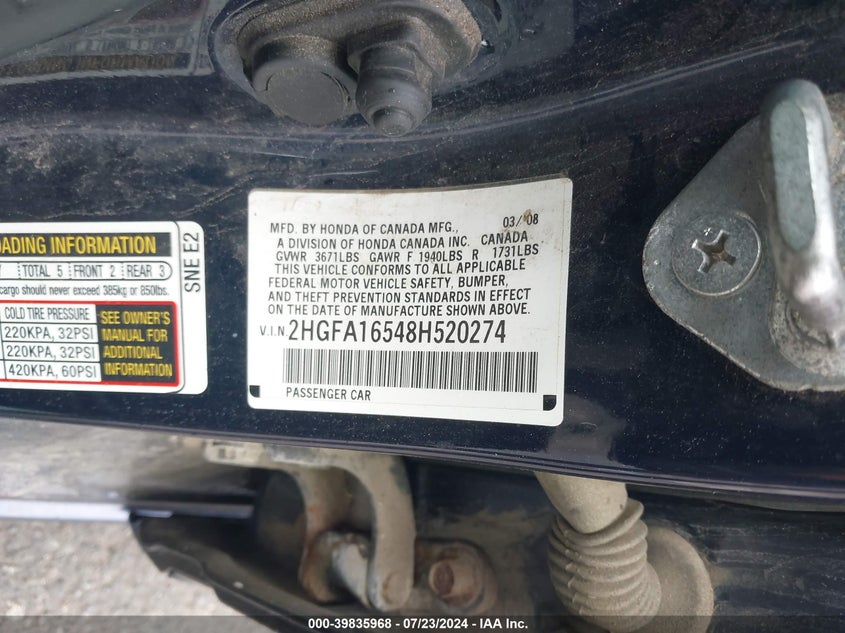 MFD. BY HONDA OF CANADA MFG., 03/08
A DIVISION OF HONDA CANADA INC. CANADA
GVWR 3671LBS GAWR F 1940LBS R 1731LBS
THIS VEHICLE CONFORMS TO ALL APPLICABLE
FEDERAL MOTOR VEHICLE SAFETY, BUMPER,
AND THEFT PREVENTION STANDARDS IN EFFECT
ON THE DATE OF MANUFACTURE SHOWN ABOVE.
V.I.N. 2HGFA16548H520274
PASSENGER CAR
INFORMATION
TOTAL 5 FRONT 2 REAR 3
cargo should never exceed 385kg or 850lbs.
COLD TIRE PRESSURE
220KPA, 32PSI
220KPA, 32PSI
420KPA, 60PSI
SEE OWNER'S
MANUAL FOR
ADDITIONAL
INFORMATION
SNE E2
000-39835968 - 07/23/2024 - IAA Inc.